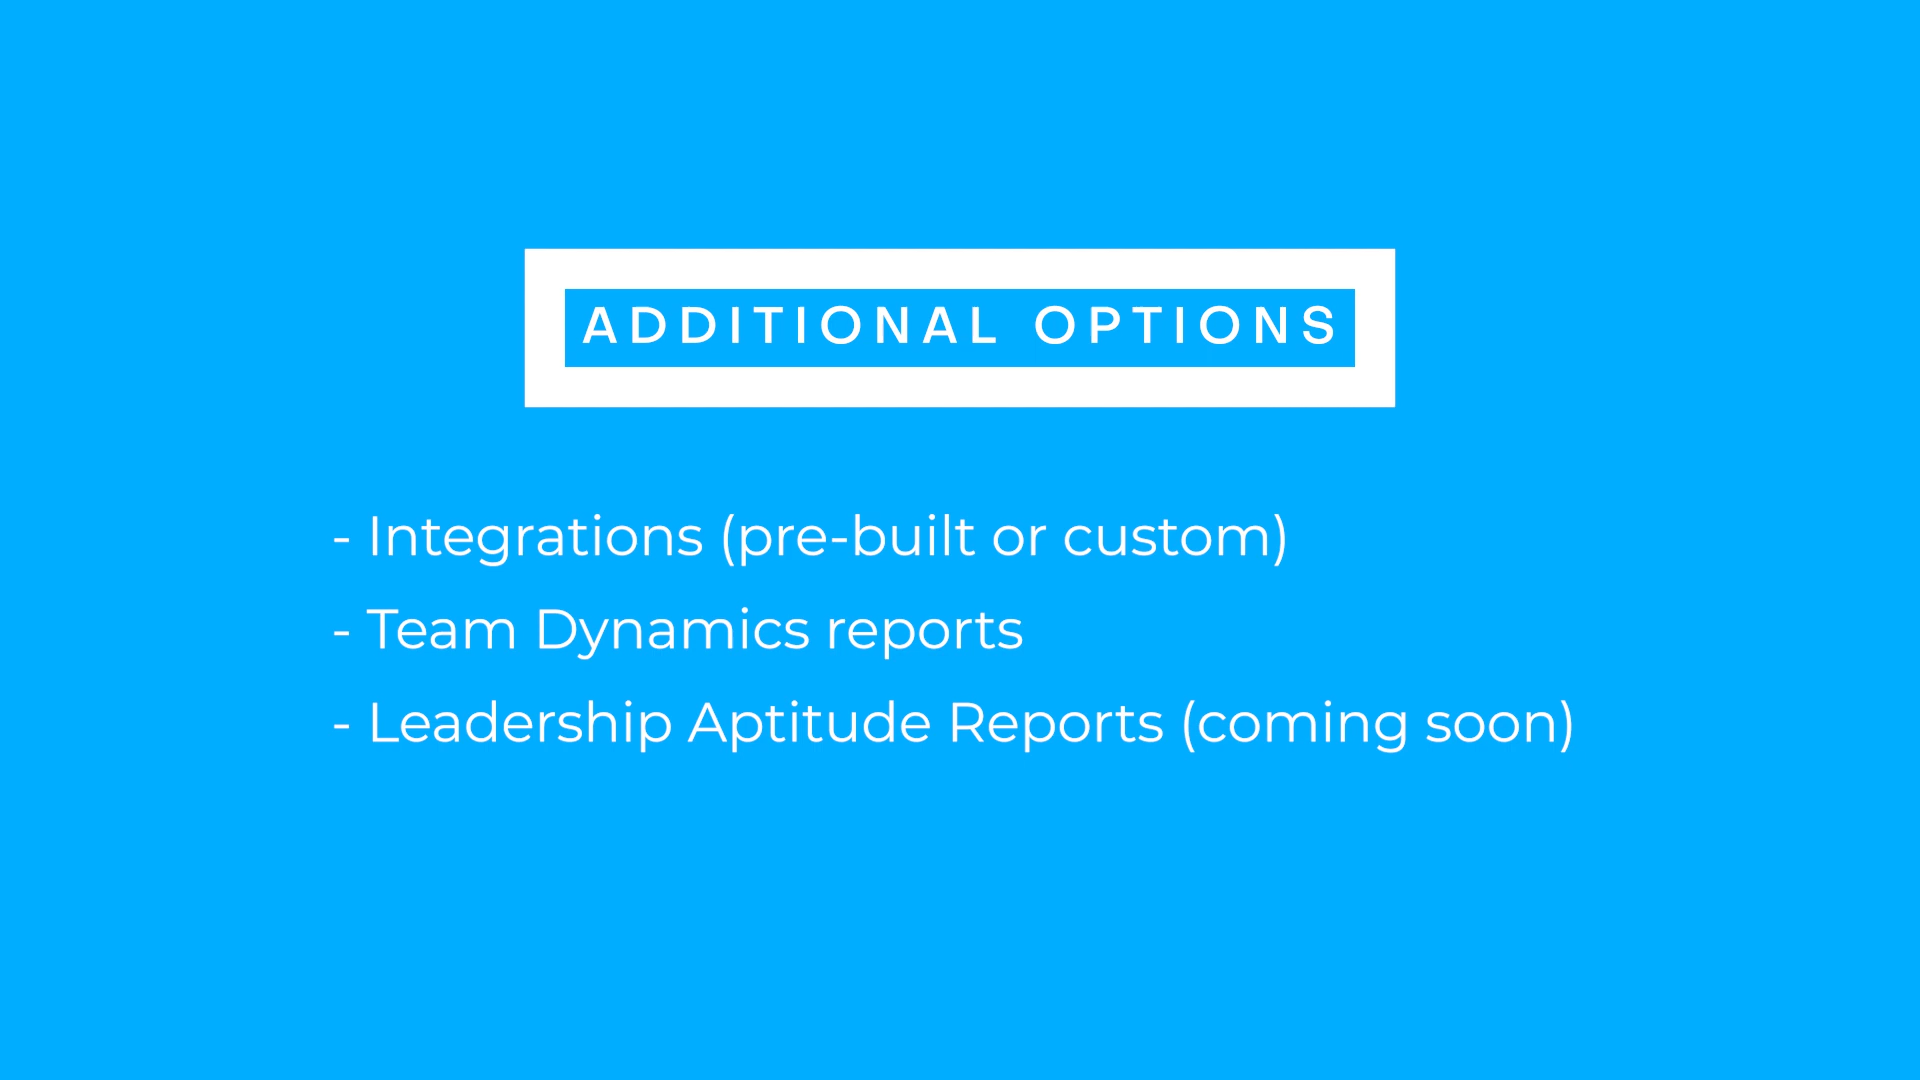 ADDITIONAL OPTIONS
- Integrations (pre-built or custom)
- Team Dynamics reports
- Leadership Aptitude Reports (coming soon)